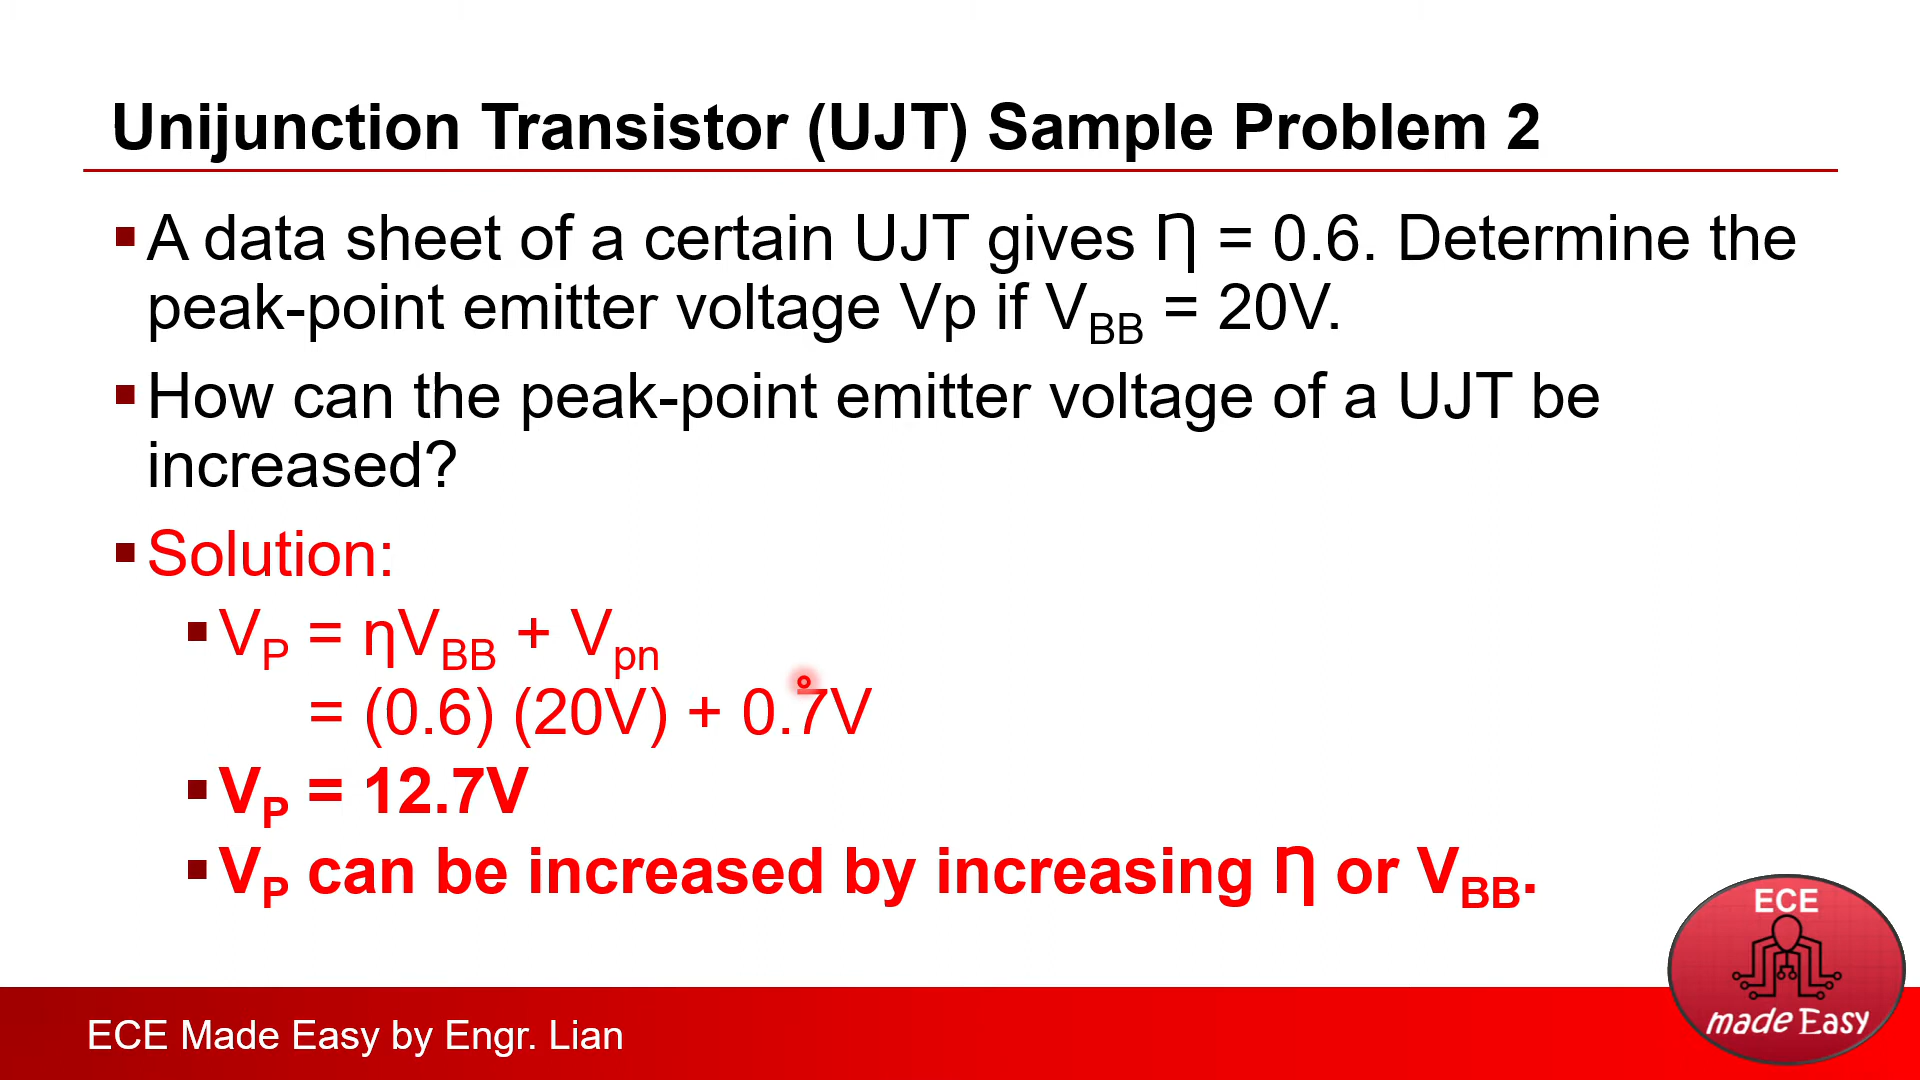 Unijunction Transistor (UJT) Sample Problem 2
▪ A data sheet of a certain UJT gives Ƞ = 0.6. Determine the
peak-point emitter voltage Vp if V_BB = 20V.
▪ How can the peak-point emitter voltage of a UJT be
increased?
▪ Solution:
▪ V_P = ηV_BB + V_pn
= (0.6) (20V) + 0.7V
▪ V_P = 12.7V
▪ V_P can be increased by increasing Ƞ or V_BB.
ECE
made Easy
ECE Made Easy by Engr. Lian